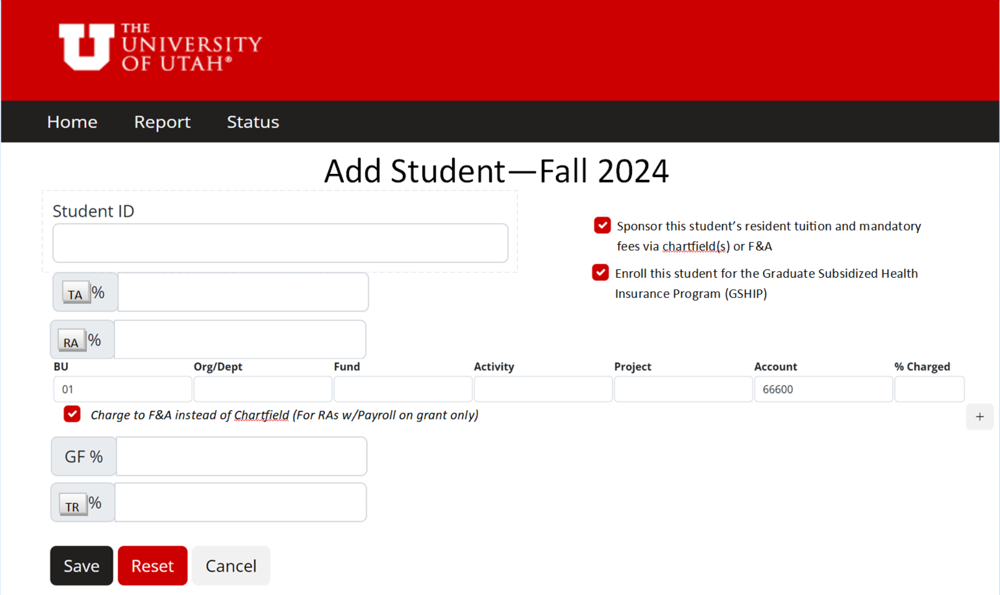 THE
UNIVERSITY
OF UTAH®
Home Report Status
Add Student—Fall 2024
Student ID
Sponsor this student’s resident tuition and mandatory
fees via chartfield(s) or F&A
Enroll this student for the Graduate Subsidized Health
Insurance Program (GSHIP)
TA %
RA %
BU Org/Dept Fund Activity Project Account % Charged
01 66600
Charge to F&A instead of Chartfield (For RAs w/Payroll on grant only)
+
GF %
TR %
Save Reset Cancel